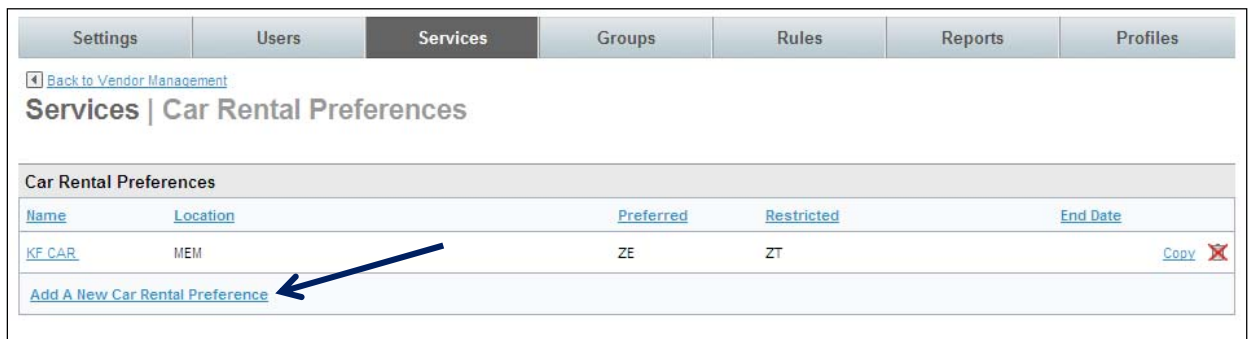 Settings Users Services Groups Rules Reports Profiles
Back to Vendor Management
Services | Car Rental Preferences
Car Rental Preferences
Name Location Preferred Restricted End Date
KF CAR MEM ZE ZT Copy
Add A New Car Rental Preference